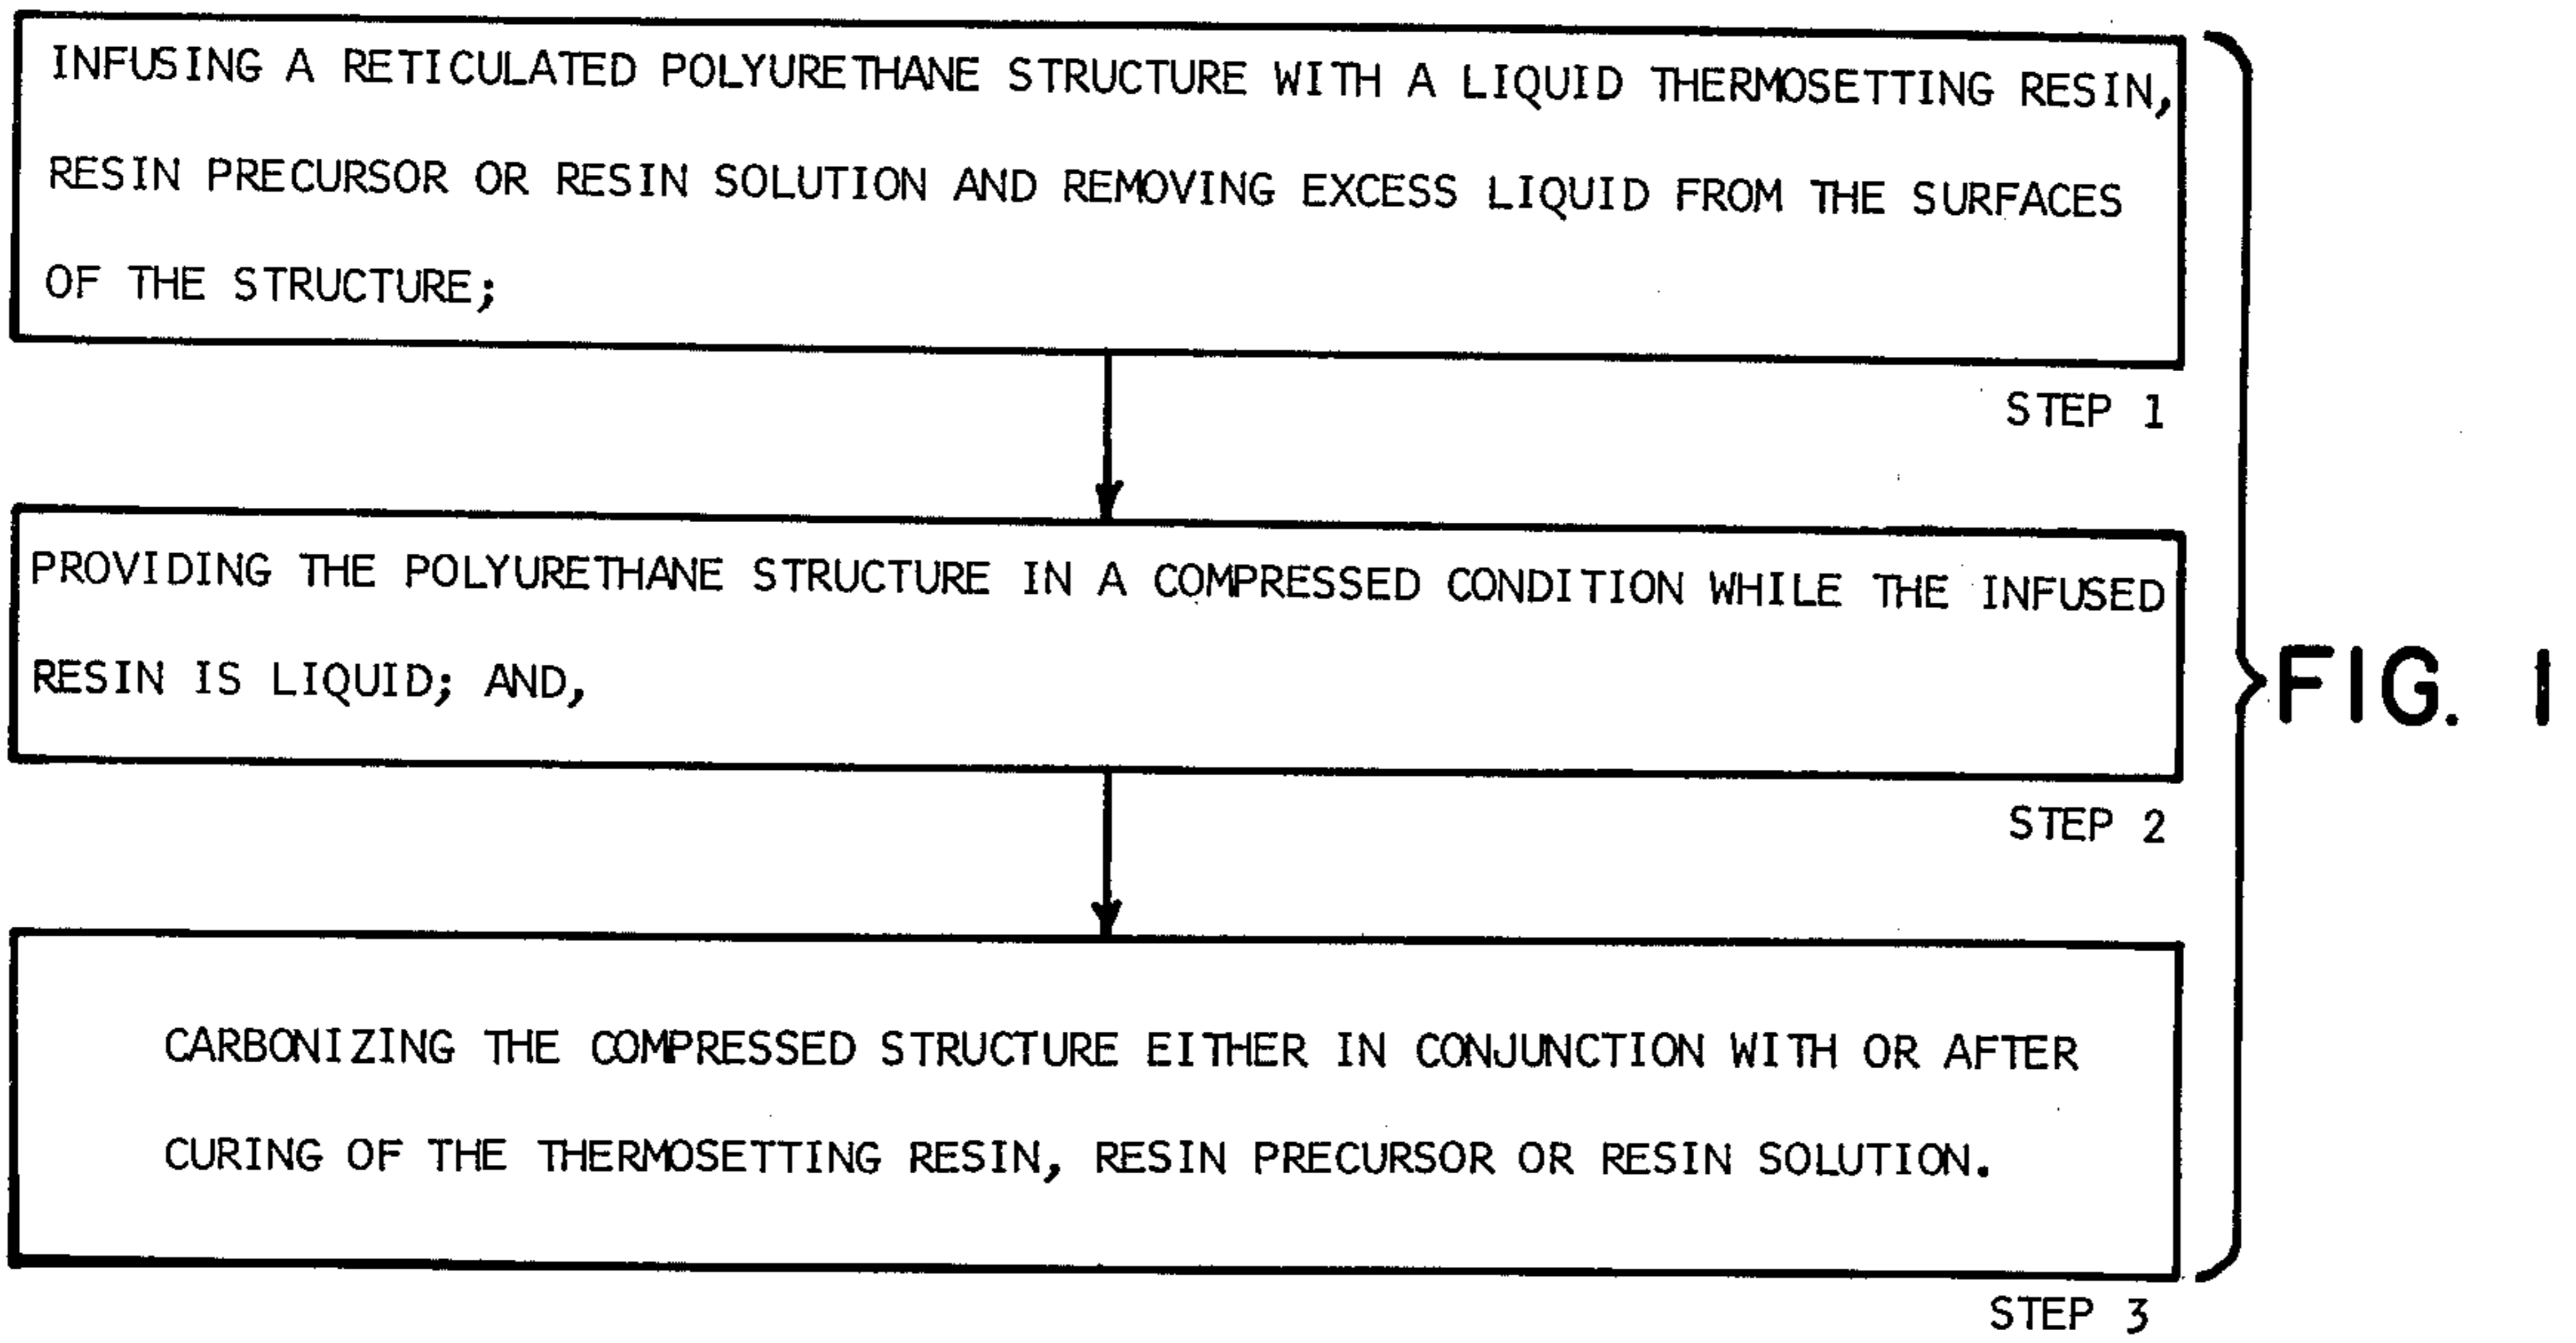 INFUSING A RETICULATED POLYURETHANE STRUCTURE WITH A LIQUID THERMOSETTING RESIN,
RESIN PRECURSOR OR RESIN SOLUTION AND REMOVING EXCESS LIQUID FROM THE SURFACES
OF THE STRUCTURE;
STEP 1
PROVIDING THE POLYURETHANE STRUCTURE IN A COMPRESSED CONDITION WHILE THE INFUSED
RESIN IS LIQUID; AND,
STEP 2
CARBONIZING THE COMPRESSED STRUCTURE EITHER IN CONJUNCTION WITH OR AFTER
CURING OF THE THERMOSETTING RESIN, RESIN PRECURSOR OR RESIN SOLUTION.
STEP 3
FIG. 1